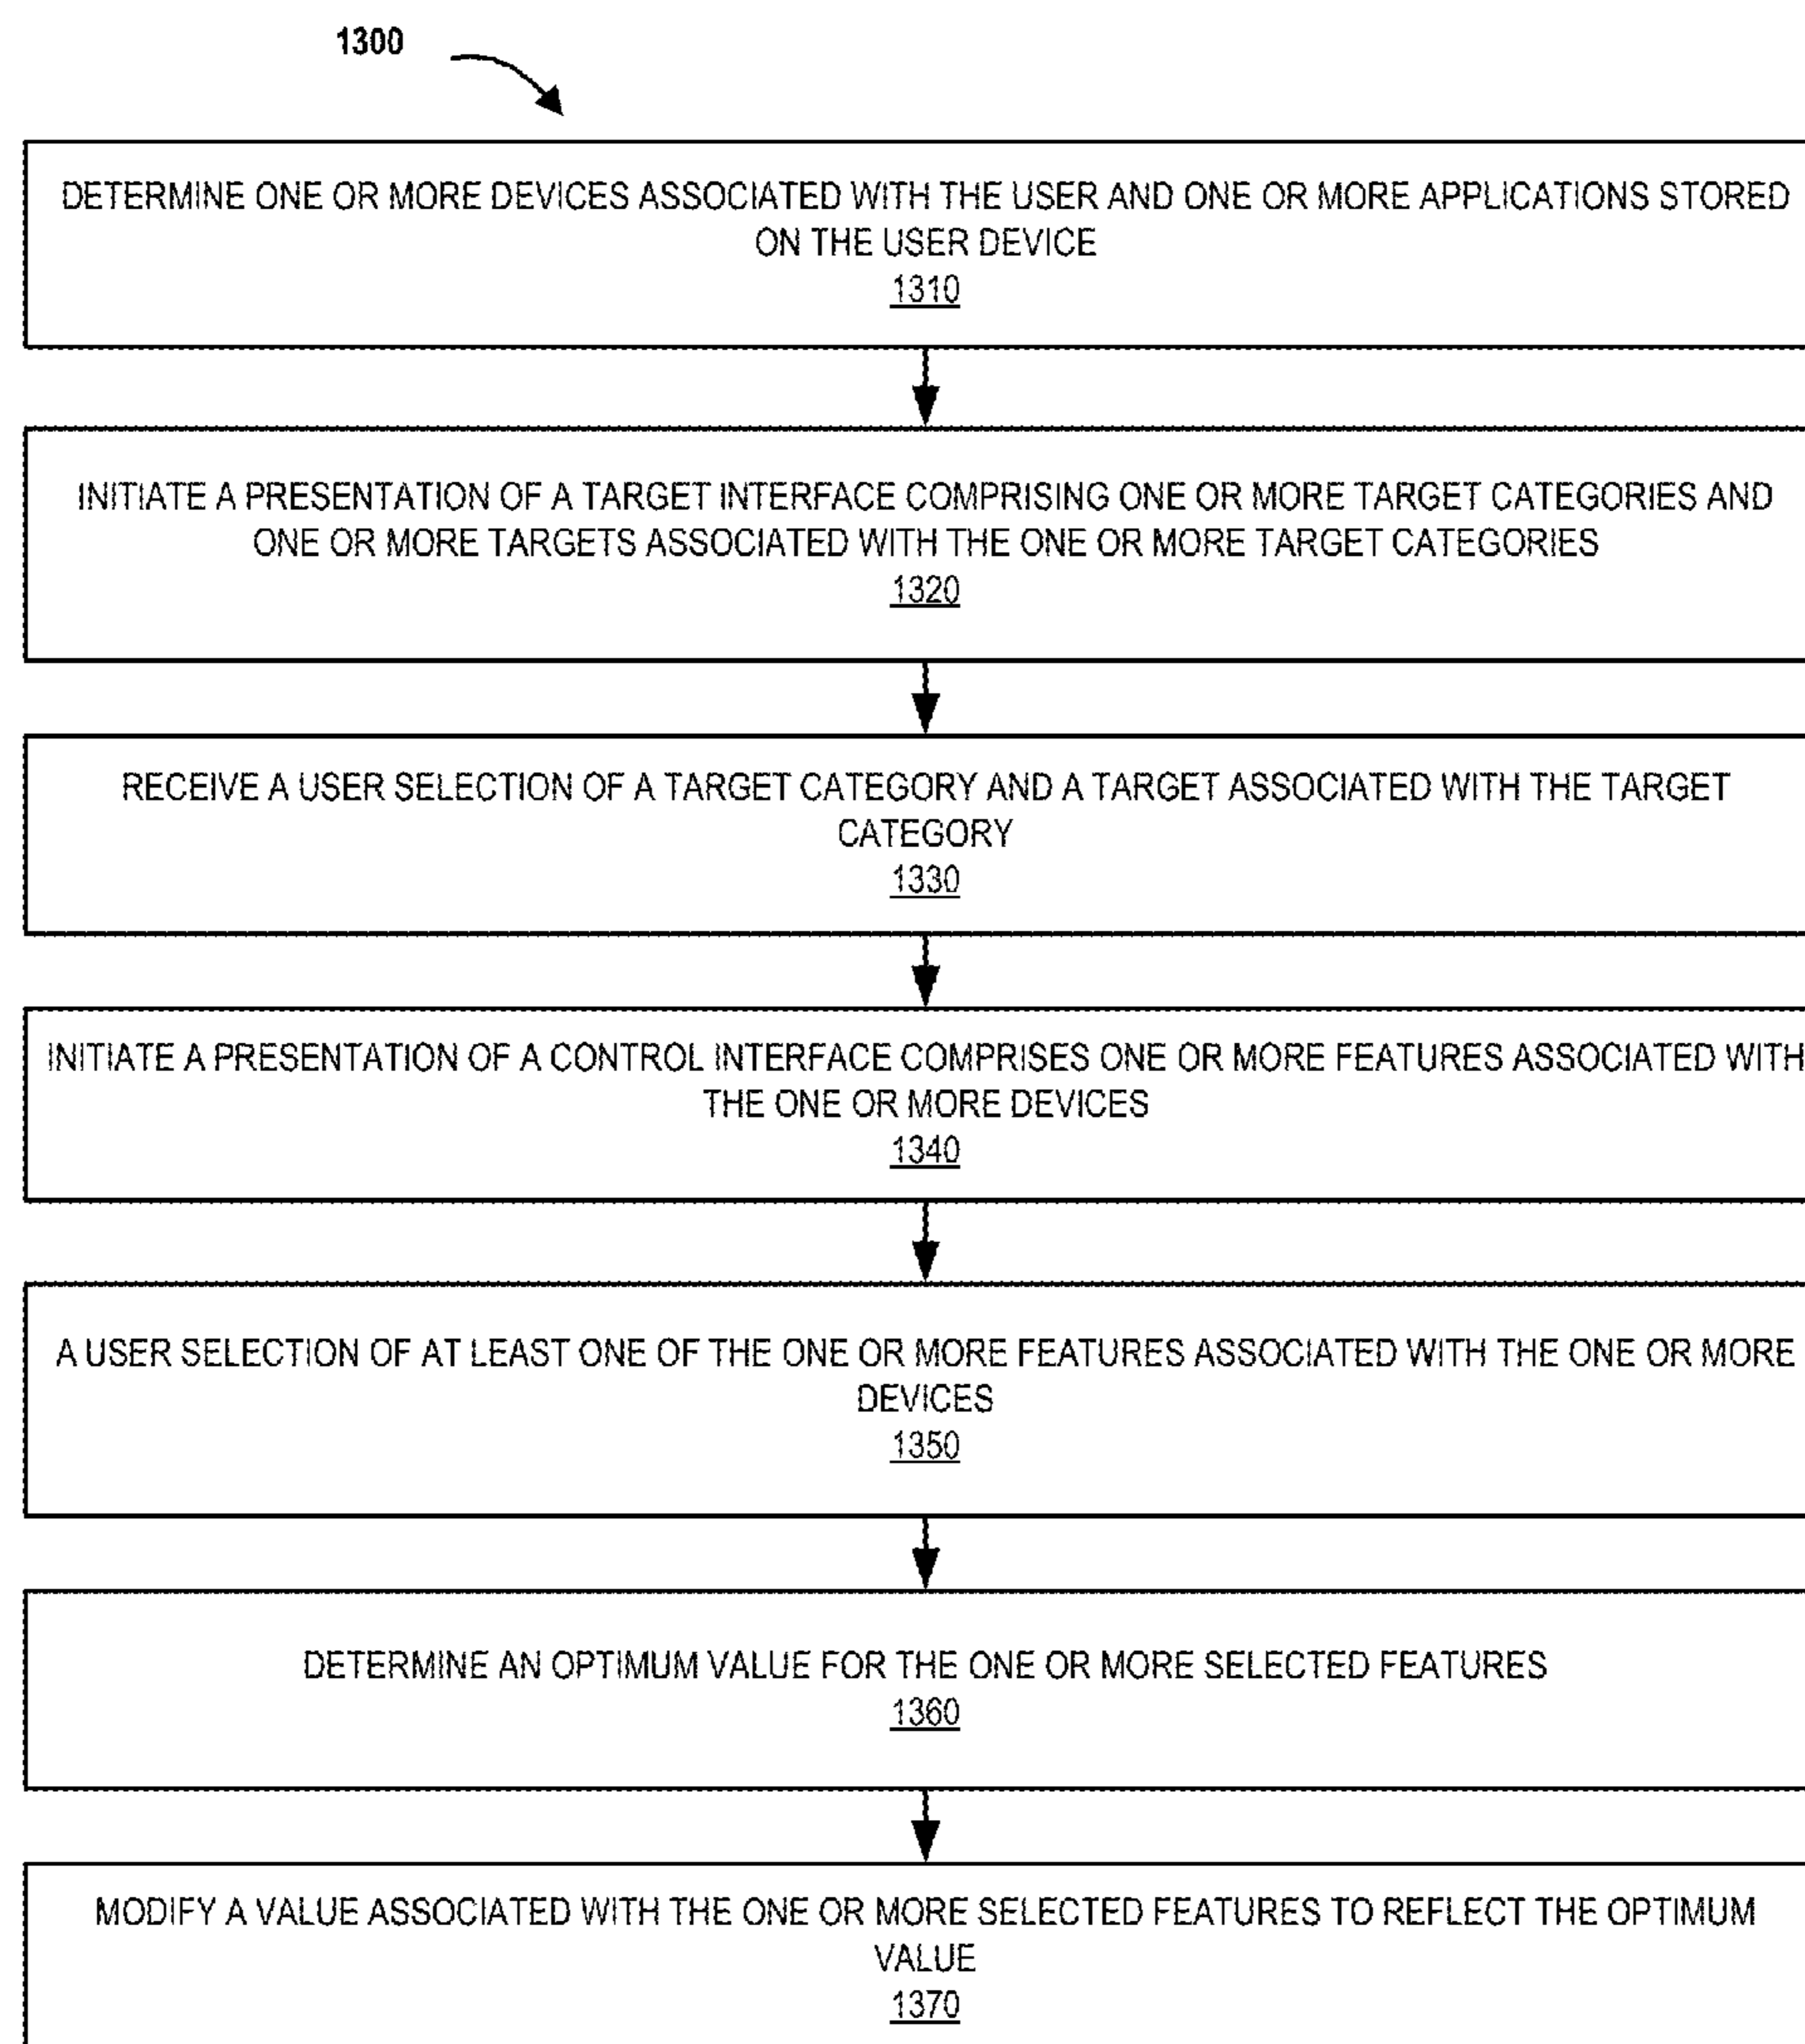 1300
DETERMINE ONE OR MORE DEVICES ASSOCIATED WITH THE USER AND ONE OR MORE APPLICATIONS STORED
ON THE USER DEVICE
1310
INITIATE A PRESENTATION OF A TARGET INTERFACE COMPRISING ONE OR MORE TARGET CATEGORIES AND
ONE OR MORE TARGETS ASSOCIATED WITH THE ONE OR MORE TARGET CATEGORIES
1320
RECEIVE A USER SELECTION OF A TARGET CATEGORY AND A TARGET ASSOCIATED WITH THE TARGET
CATEGORY
1330
INITIATE A PRESENTATION OF A CONTROL INTERFACE COMPRISES ONE OR MORE FEATURES ASSOCIATED WITH
THE ONE OR MORE DEVICES
1340
A USER SELECTION OF AT LEAST ONE OF THE ONE OR MORE FEATURES ASSOCIATED WITH THE ONE OR MORE
DEVICES
1350
DETERMINE AN OPTIMUM VALUE FOR THE ONE OR MORE SELECTED FEATURES
1360
MODIFY A VALUE ASSOCIATED WITH THE ONE OR MORE SELECTED FEATURES TO REFLECT THE OPTIMUM
VALUE
1370